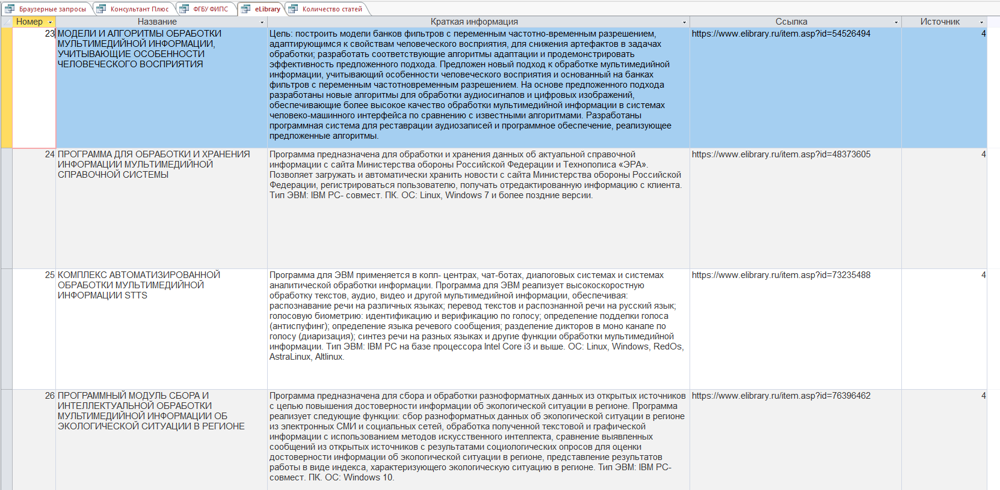 Браузерные запросы Консультант Плюс ФГБУ ФИПС eLibrary Количество статей
Номер Название Краткая информация Ссылка Источник
23
МОДЕЛИ И АЛГОРИТМЫ ОБРАБОТКИ
МУЛЬТИМЕДИЙНОЙ ИНФОРМАЦИИ,
УЧИТЫВАЮЩИЕ ОСОБЕННОСТИ
ЧЕЛОВЕЧЕСКОГО ВОСПРИЯТИЯ
Цель: построить модели банков фильтров с переменным частотно-временным разрешением,
адаптирующимся к свойствам человеческого восприятия, для снижения артефактов в задачах
обработки; разработать соответствующие алгоритмы адаптации и продемонстрировать
эффективность предложенного подхода. Предложен новый подход к обработке мультимедийной
информации, учитывающий особенности человеческого восприятия и основанный на банках
фильтров с переменным частотновременным разрешением. На основе предложенного подхода
разработаны новые алгоритмы для обработки аудиосигналов и цифровых изображений,
обеспечивающие более высокое качество обработки мультимедийной информации в системах
человеко-машинного интерфейса по сравнению с известными алгоритмами. Разработаны
программная система для реставрации аудиозаписей и программное обеспечение, реализующее
предложенные алгоритмы.
https://www.elibrary.ru/item.asp?id=54526494
4
24
ПРОГРАММА ДЛЯ ОБРАБОТКИ И ХРАНЕНИЯ
ИНФОРМАЦИИ МУЛЬТИМЕДИЙНОЙ
СПРАВОЧНОЙ СИСТЕМЫ
Программа предназначена для обработки и хранения данных об актуальной справочной
информации с сайта Министерства обороны Российской Федерации и Технополиса «ЭРА».
Позволяет загружать и автоматически хранить новости с сайта Министерства обороны Российской
Федерации, регистрироваться пользователю, получать отредактированную информацию с клиента.
Тип ЭВМ: IBM PC- совмест. ПК. ОС: Linux, Windows 7 и более поздние версии.
https://www.elibrary.ru/item.asp?id=48373605
4
25
КОМПЛЕКС АВТОМАТИЗИРОВАННОЙ
ОБРАБОТКИ МУЛЬТИМЕДИЙНОЙ
ИНФОРМАЦИИ STTS
Программа для ЭВМ применяется в колл- центрах, чат-ботах, диалоговых системах и системах
аналитической обработки информации. Программа для ЭВМ реализует высокоскоростную
обработку текстов, аудио, видео и другой мультимедийной информации, обеспечивая:
распознавание речи на различных языках; перевод текстов и распознанной речи на русский язык;
голосовую биометрию: идентификацию и верификацию по голосу; определение подделки голоса
(антиспуфинг); определение языка речевого сообщения; разделение дикторов в моно канале по
голосу (диаризация); синтез речи на разных языках и другие функции обработки мультимедийной
информации. Тип ЭВМ: IBM PC на базе процессора Intel Core i3 и выше. ОС: Linux, Windows, RedOs,
AstraLinux, Altlinux.
https://www.elibrary.ru/item.asp?id=73235488
4
26
ПРОГРАММНЫЙ МОДУЛЬ СБОРА И
ИНТЕЛЛЕКТУАЛЬНОЙ ОБРАБОТКИ
МУЛЬТИМЕДИЙНОЙ ИНФОРМАЦИИ ОБ
ЭКОЛОГИЧЕСКОЙ СИТУАЦИИ В РЕГИОНЕ
Программа предназначена для сбора и обработки разноформатных данных из открытых источников
с целью повышения достоверности информации об экологической ситуации в регионе. Программа
реализует следующие функции: сбор разноформатных данных об экологической ситуации в регионе
из электронных СМИ и социальных сетей, обработка полученной текстовой и графической
информации с использованием методов искусственного интеллекта, сравнение выявленных
сообщений из открытых источников с результатами социологических опросов для оценки
достоверности информации об экологической ситуации в регионе, представление результатов
работы в виде индекса, характеризующего экологическую ситуацию в регионе. Тип ЭВМ: IBM PC-
совмест. ПК. ОС: Windows 10.
https://www.elibrary.ru/item.asp?id=76396462
4